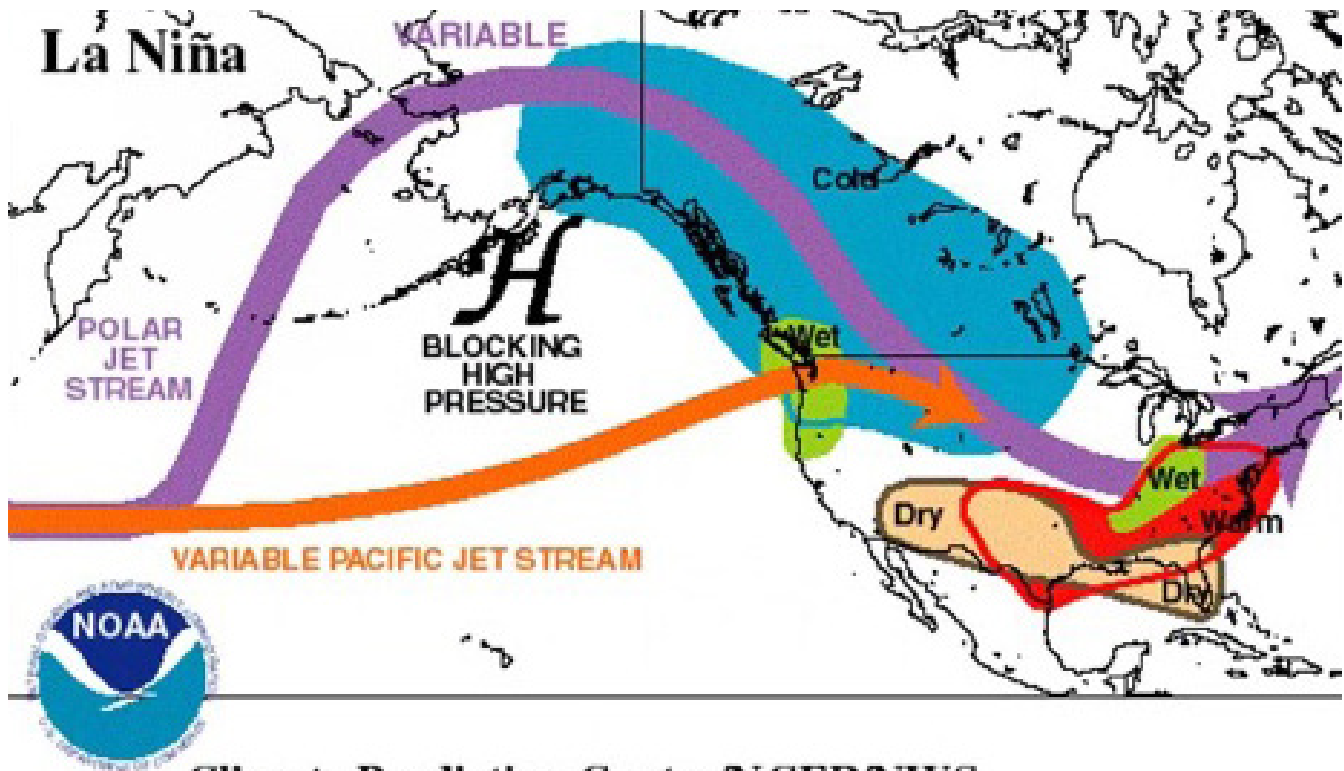 La Niña
VARIABLE
Cold
POLAR
JET
STREAM
H
BLOCKING
HIGH
PRESSURE
Wet
Wet
Dry
Warm
Dry
VARIABLE PACIFIC JET STREAM
NOAA